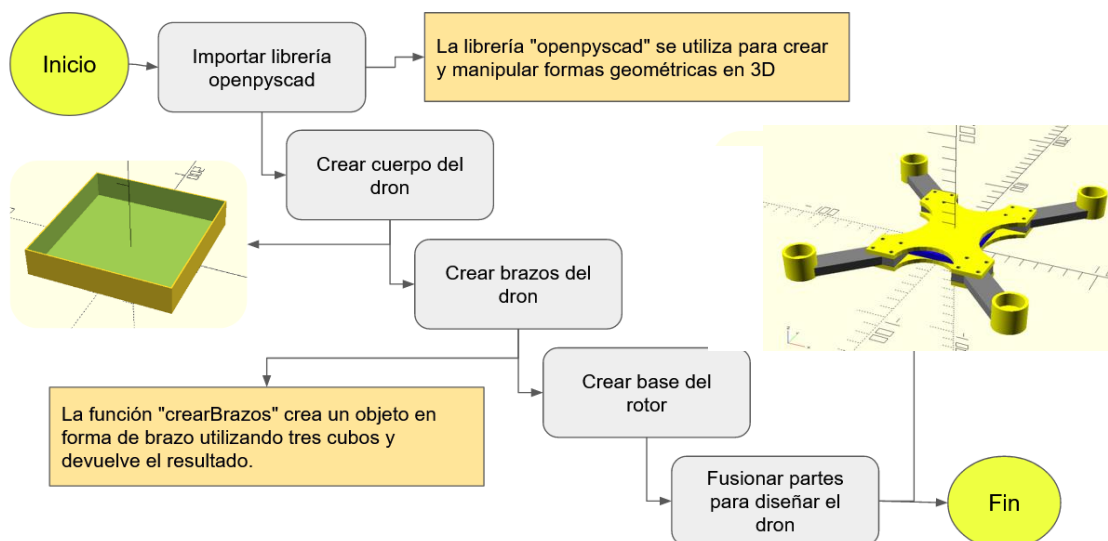 Inicio
Importar librería
openpyscad
La librería "openpyscad" se utiliza para crear
y manipular formas geométricas en 3D
Crear cuerpo del
dron
Crear brazos del
dron
La función "crearBrazos" crea un objeto en
forma de brazo utilizando tres cubos y
devuelve el resultado.
Crear base del
rotor
Fusionar partes
para diseñar el
dron
Fin